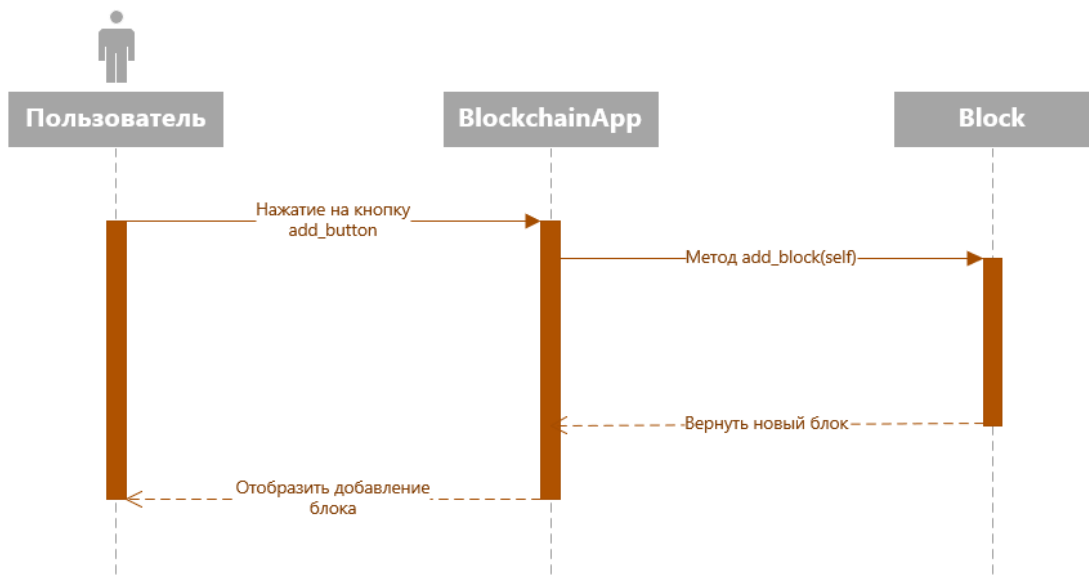 Пользователь
BlockchainApp
Block
Нажатие на кнопку
add_button
Метод add_block(self)
Вернуть новый блок
Отобразить добавление
блока